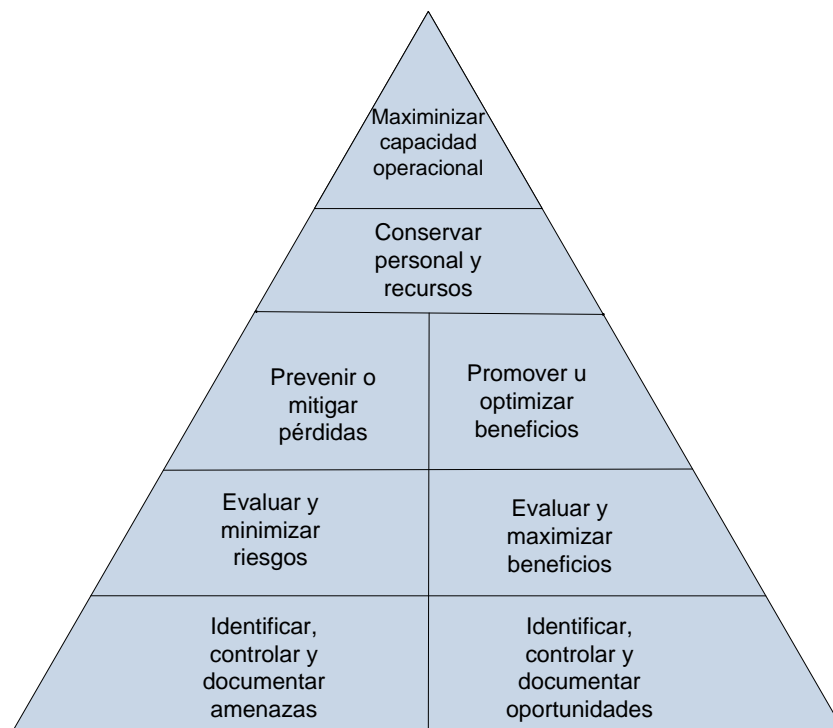 Maximinizar
capacidad
operacional
Conservar
personal y
recursos
Prevenir o
mitigar
pérdidas
Promover u
optimizar
beneficios
Evaluar y
minimizar
riesgos
Evaluar y
maximizar
beneficios
Identificar,
controlar y
documentar
amenazas
Identificar,
controlar y
documentar
oportunidades